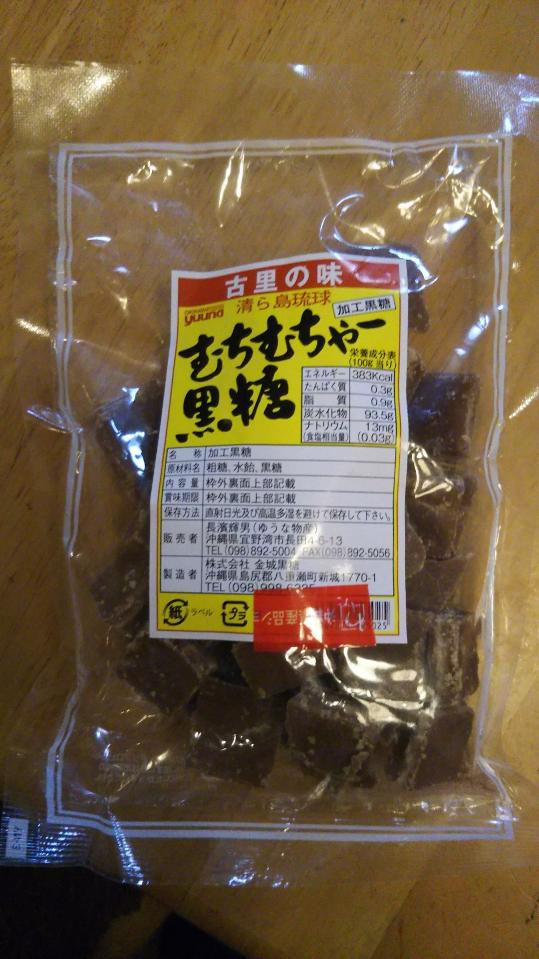 古里の味
yuuna
清ら島琉球
加工黒糖
むちむちゃー
黒糖
栄養成分表
(100g当り)
エネルギー 383Kcal
たんぱく質 0.3g
脂質 0.9g
炭水化物 93.5g
ナトリウム 13mg
(食塩相当量) (0.03g)
名称 加工黒糖
原材料名 粗糖、水飴、黒糖
内容量 枠外裏面上部記載
賞味期限 枠外裏面上部記載
保存方法 直射日光及び高温多湿を避けて保存して下さい。
販売者 長濱輝男(ゆうな物産)
沖縄県宜野湾市長田4-6-13
TEL(098)892-5004 FAX(098)892-5056
製造者 株式会社 金城黒糖
沖縄県島尻郡八重瀬町新城1770-1
紙 ラベル プラ